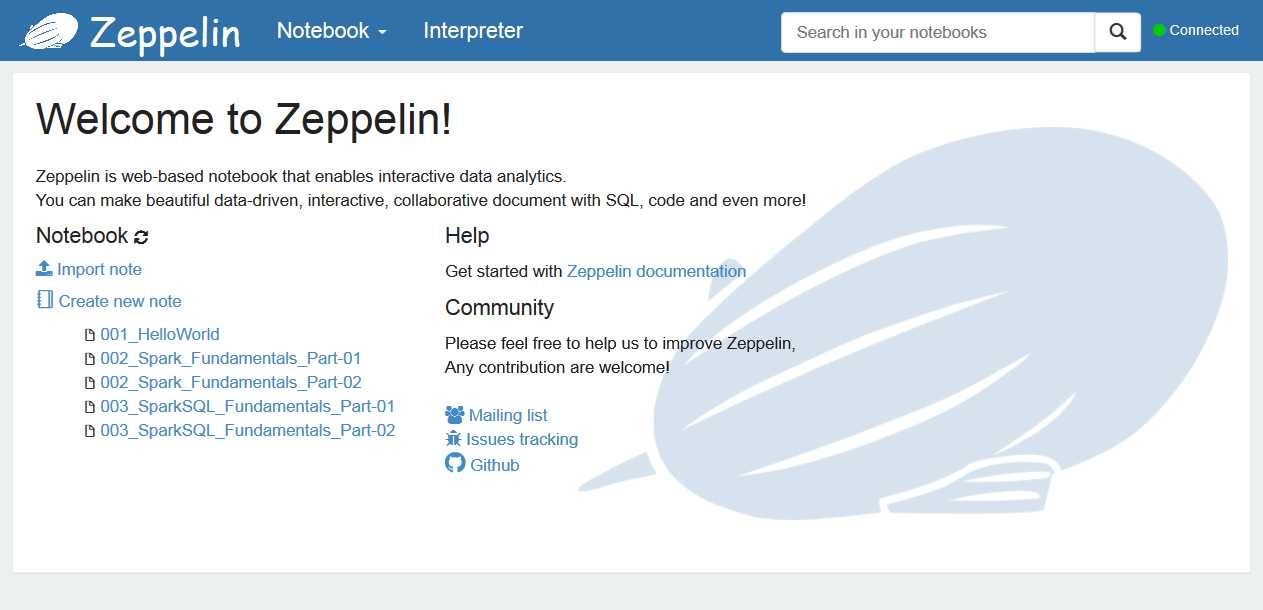 Zeppelin Notebook Interpreter Search in your notebooks Connected
Welcome to Zeppelin!
Zeppelin is web-based notebook that enables interactive data analytics.
You can make beautiful data-driven, interactive, collaborative document with SQL, code and even more!
Notebook
Import note
Create new note
001_HelloWorld
002_Spark_Fundamentals_Part-01
002_Spark_Fundamentals_Part-02
003_SparkSQL_Fundamentals_Part-01
003_SparkSQL_Fundamentals_Part-02
Help
Get started with Zeppelin documentation
Community
Please feel free to help us to improve Zeppelin,
Any contribution are welcome!
Mailing list
Issues tracking
Github